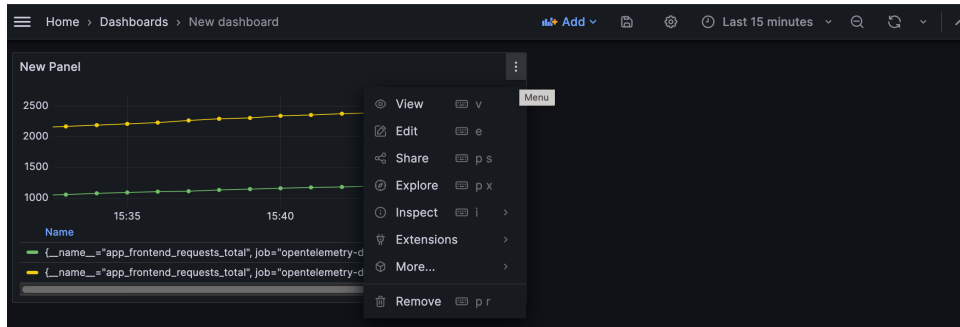 Home › Dashboards › New dashboard
Add
Last 15 minutes
New Panel
Menu
2500
2000
1500
1000
15:35
15:40
Name
{__name__="app_frontend_requests_total", job="opentelemetry-d
{__name__="app_frontend_requests_total", job="opentelemetry-d
View v
Edit e
Share p s
Explore p x
Inspect i ›
Extensions ›
More... ›
Remove p r